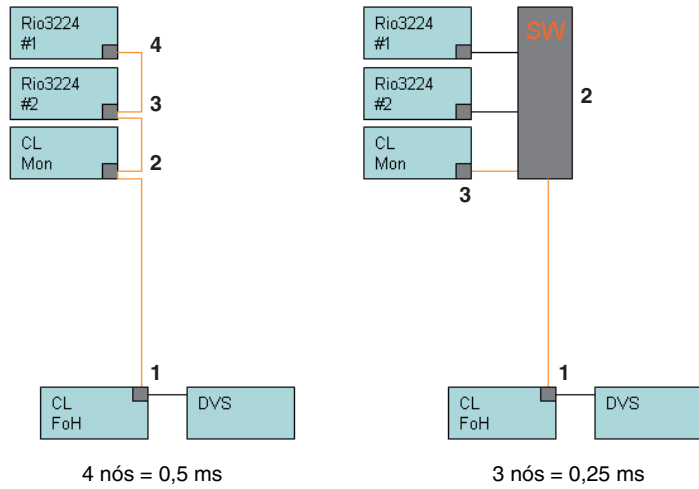 Rio3224
#1
4
Rio3224
#2
3
CL
Mon
2
1
CL
FoH
DVS
4 nós = 0,5 ms
Rio3224
#1
SW
Rio3224
#2
2
CL
Mon
3
1
CL
FoH
DVS
3 nós = 0,25 ms